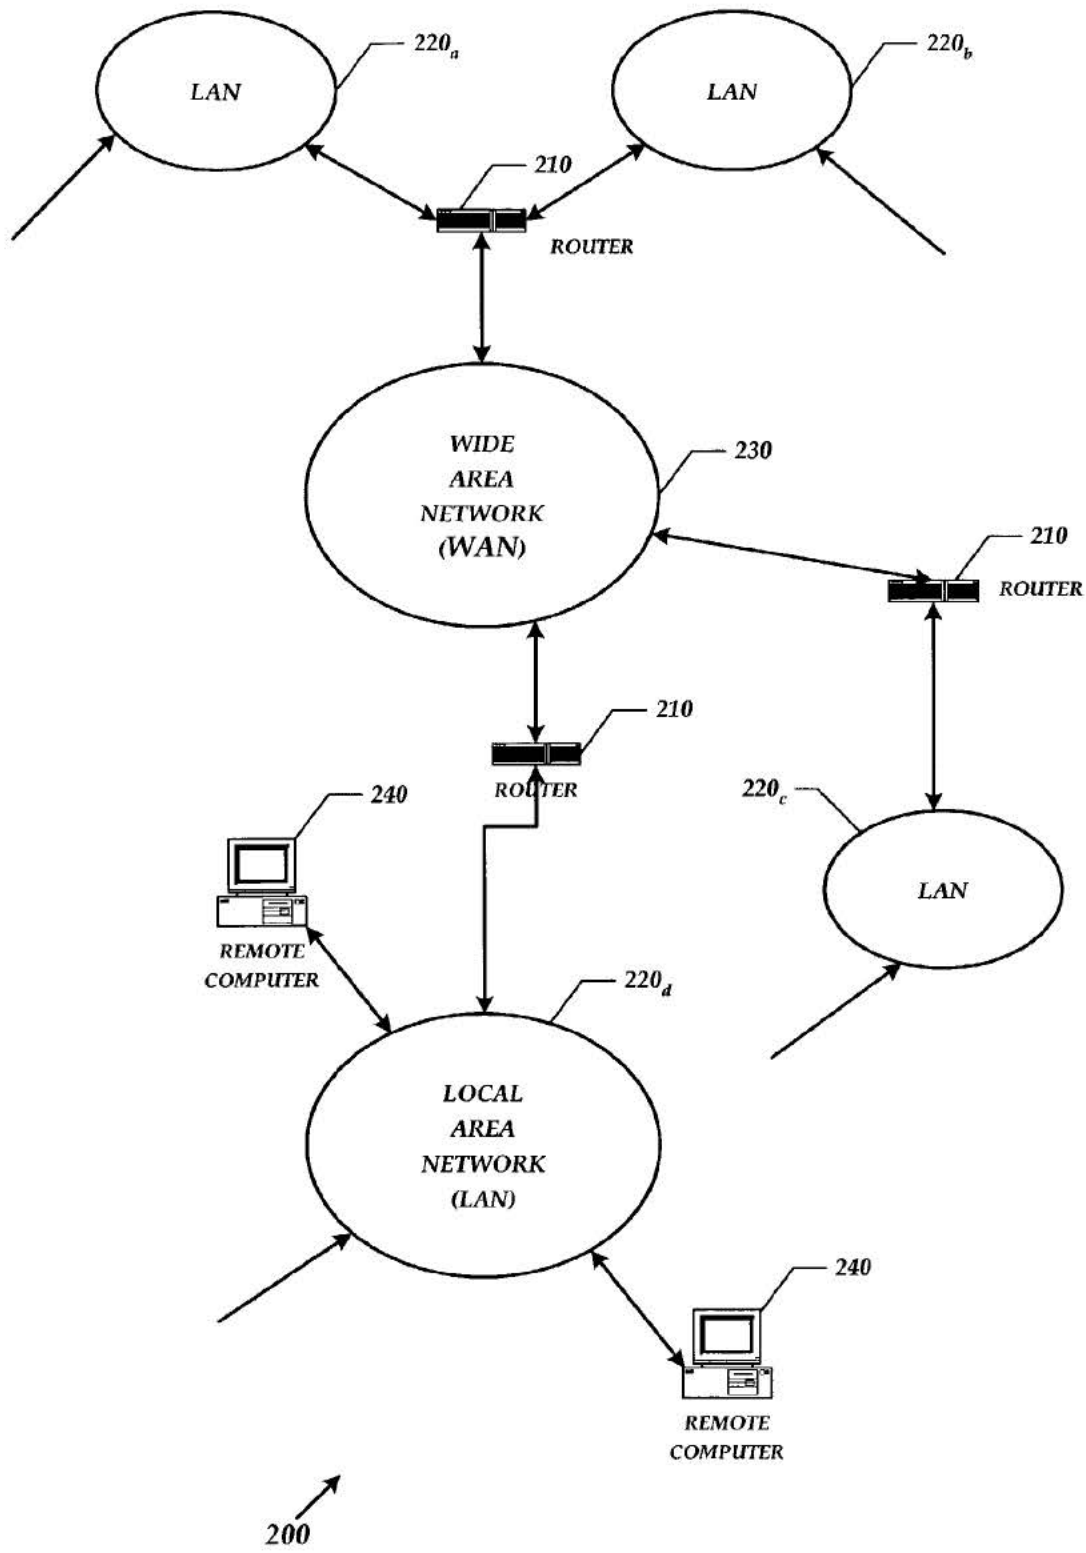 220a
LAN
220b
LAN
210
ROUTER
WIDE
AREA
NETWORK
(WAN)
230
210
ROUTER
210
ROUTER
240
REMOTE
COMPUTER
220c
LAN
220d
LOCAL
AREA
NETWORK
(LAN)
240
REMOTE
COMPUTER
200